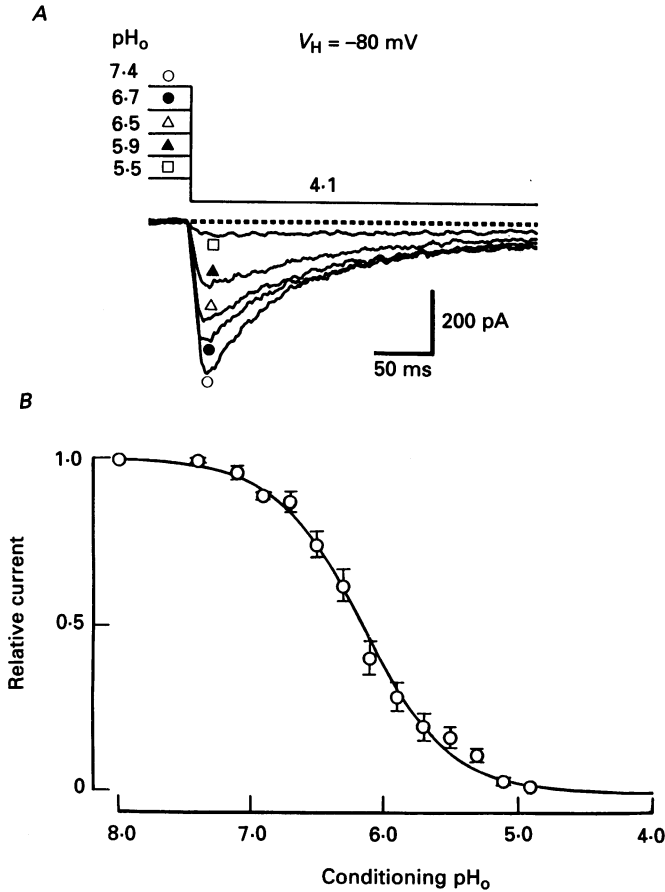 A
pHₒ
V_H = –80 mV
7·4
6·7
6·5
5·9
5·5
4·1
200 pA
50 ms
B
1·0
0·5
0
Relative current
8·0 7·0 6·0 5·0 4·0
Conditioning pHₒ